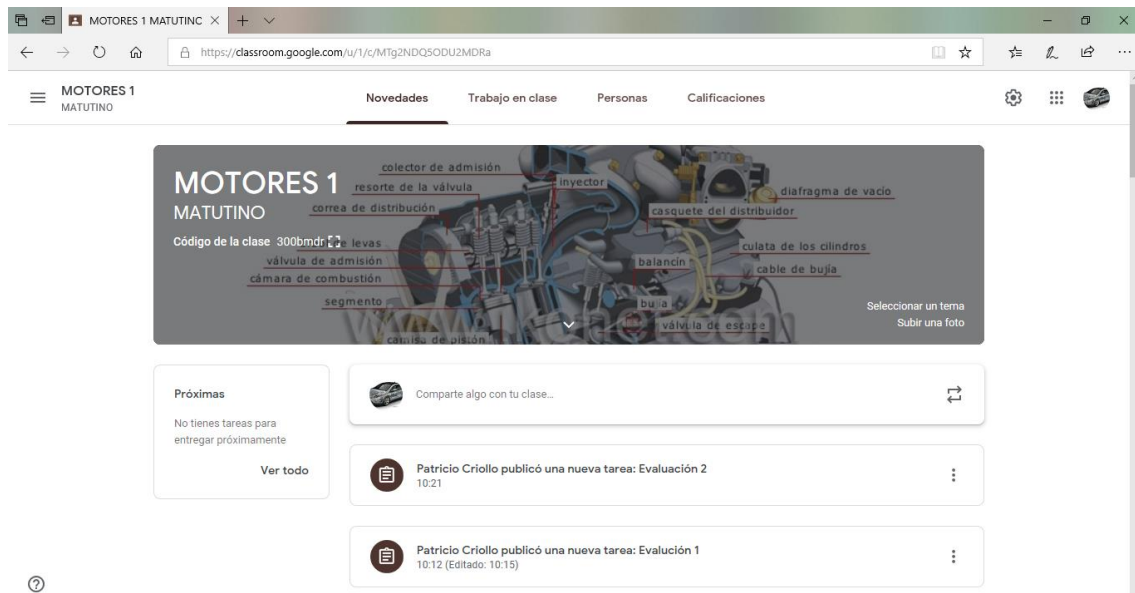 MOTORES 1 MATUTINC
https://classroom.google.com/u/1/c/MTg2NDQ5ODU2MDRa
MOTORES 1
MATUTINO
Novedades Trabajo en clase Personas Calificaciones
MOTORES 1
MATUTINO
Código de la clase 300bmdr
colector de admisión
resorte de la válvula
inyector
diafragma de vacio
correa de distribución
casquete del distribuidor
levas
culata de los cilindros
válvula de admisión
balancín
cable de bujía
cámara de combustión
segmento
válvula de escape
camisa de pistón
Seleccionar un tema
Subir una foto
Próximas
No tienes tareas para
entregar próximamente
Ver todo
Comparte algo con tu clase…
Patricio Criollo publicó una nueva tarea: Evaluación 2
10:21
Patricio Criollo publicó una nueva tarea: Evalución 1
10:12 (Editado: 10:15)